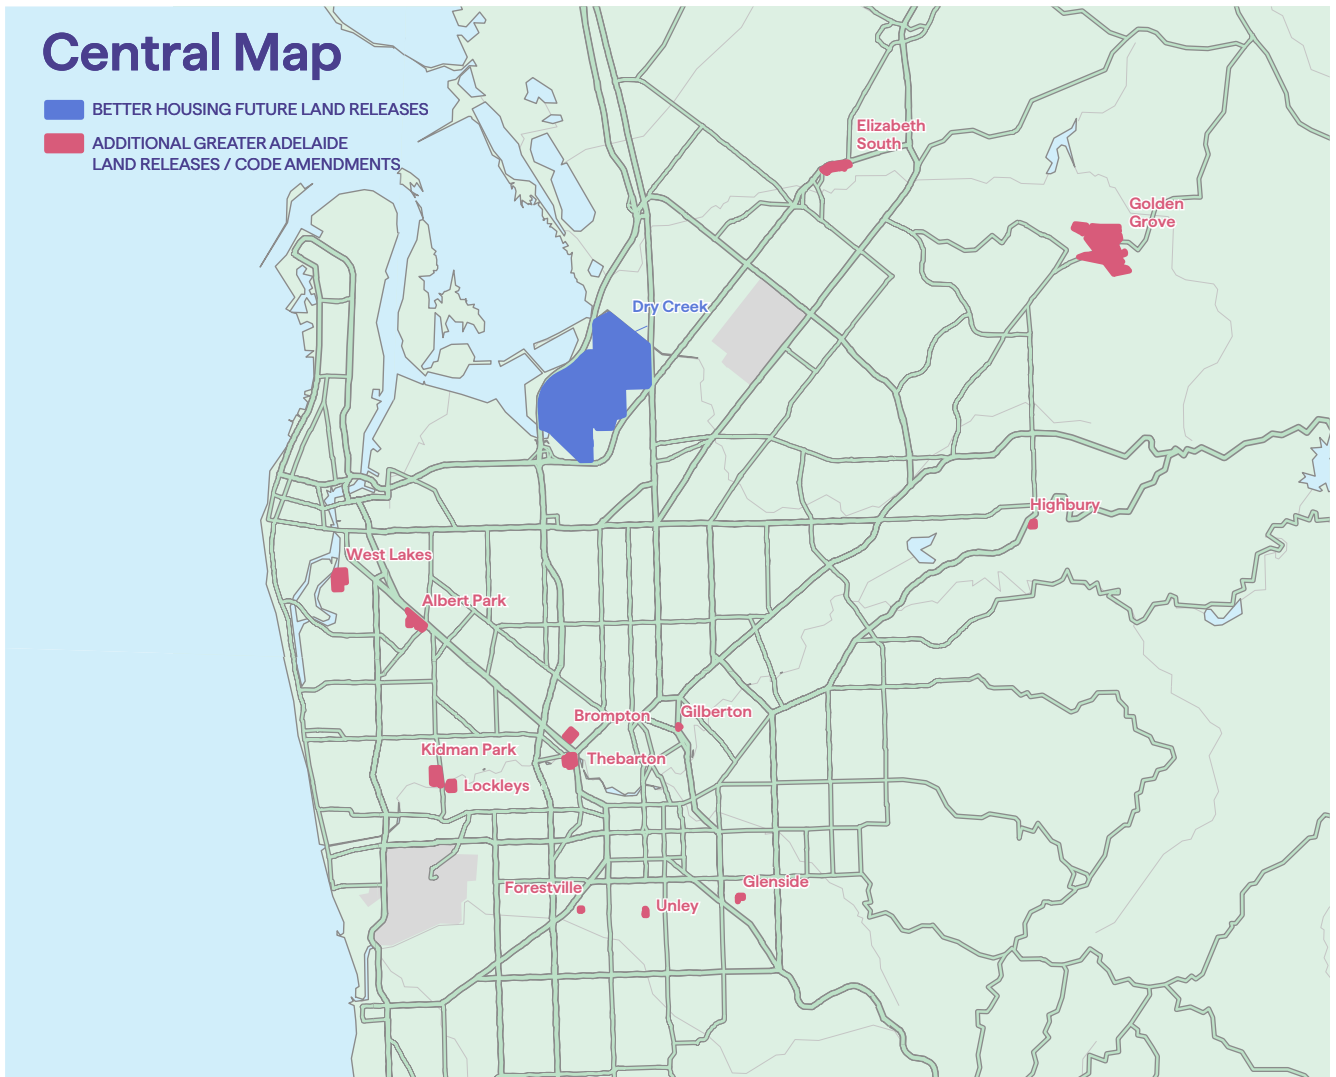 Central Map
BETTER HOUSING FUTURE LAND RELEASES
ADDITIONAL GREATER ADELAIDE
LAND RELEASES / CODE AMENDMENTS
Elizabeth
South
Golden
Grove
Dry Creek
Highbury
West Lakes
Albert Park
Brompton
Gilberton
Kidman Park
Thebarton
Lockleys
Forestville
Glenside
Unley